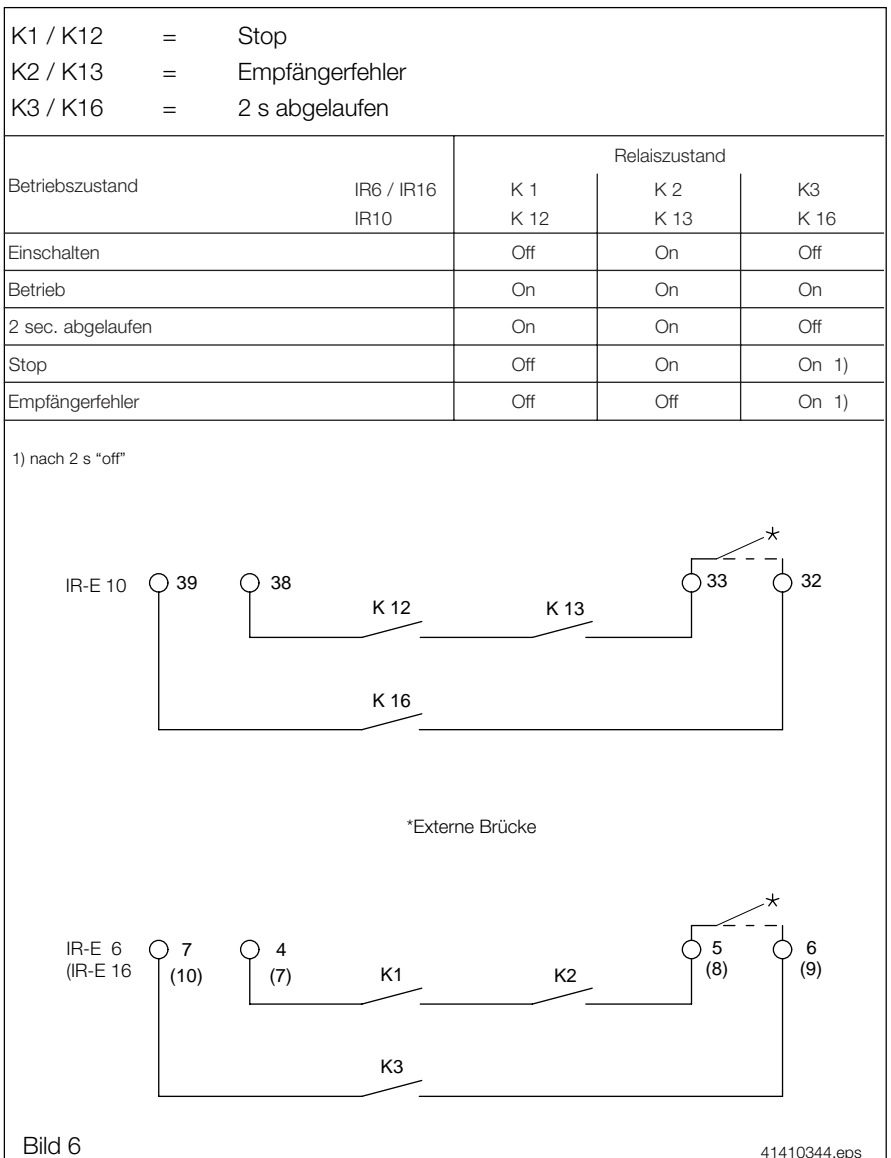 K1 / K12 = Stop
K2 / K13 = Empfängerfehler
K3 / K16 = 2 s abgelaufen
Relaiszustand
Betriebszustand IR6 / IR16 K 1 K 2 K3
IR10 K 12 K 13 K 16
Einschalten Off On Off
Betrieb On On On
2 sec. abgelaufen On On Off
Stop Off On On 1)
Empfängerfehler Off Off On 1)
1) nach 2 s “off”
*
IR-E 10 39 38 33 32
K 12 K 13
K 16
*Externe Brücke
*
IR-E 6 7 4 5 6
(IR-E 16 (10) (7) K1 K2 (8) (9)
K3
Bild 6 41410344.eps